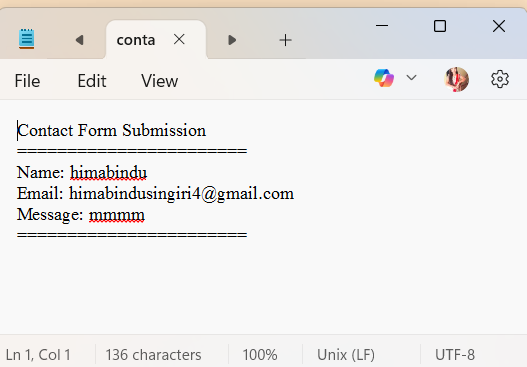 conta
File Edit View
Contact Form Submission
=======================
Name: himabindu
Email: himabindusingiri4@gmail.com
Message: mmmm
=======================
Ln 1, Col 1 136 characters 100% Unix (LF) UTF-8